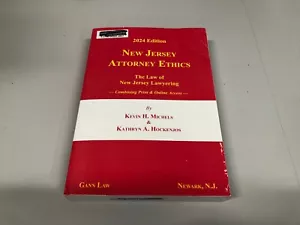 2024 Edition
New Jersey
Attorney Ethics
The Law of
New Jersey Lawyering
— Combining Print & Online Access —
By
Kevin H. Michels
&
Kathryn A. Hockenjos
Gann Law Newark, N.J.